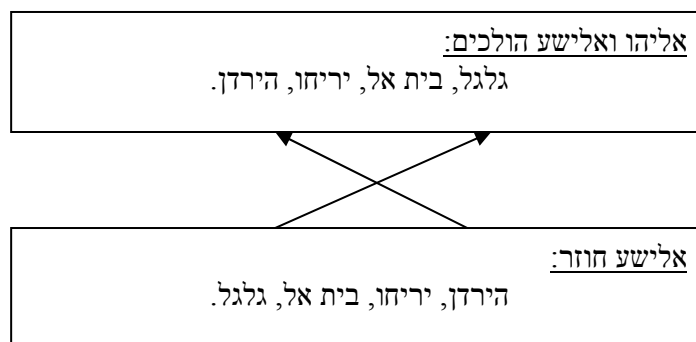 אליהו ואלישע הולכים:
גלגל, בית אל, יריחו, הירדן.
אלישע חוזר:
הירדן, יריחו, בית אל, גלגל.